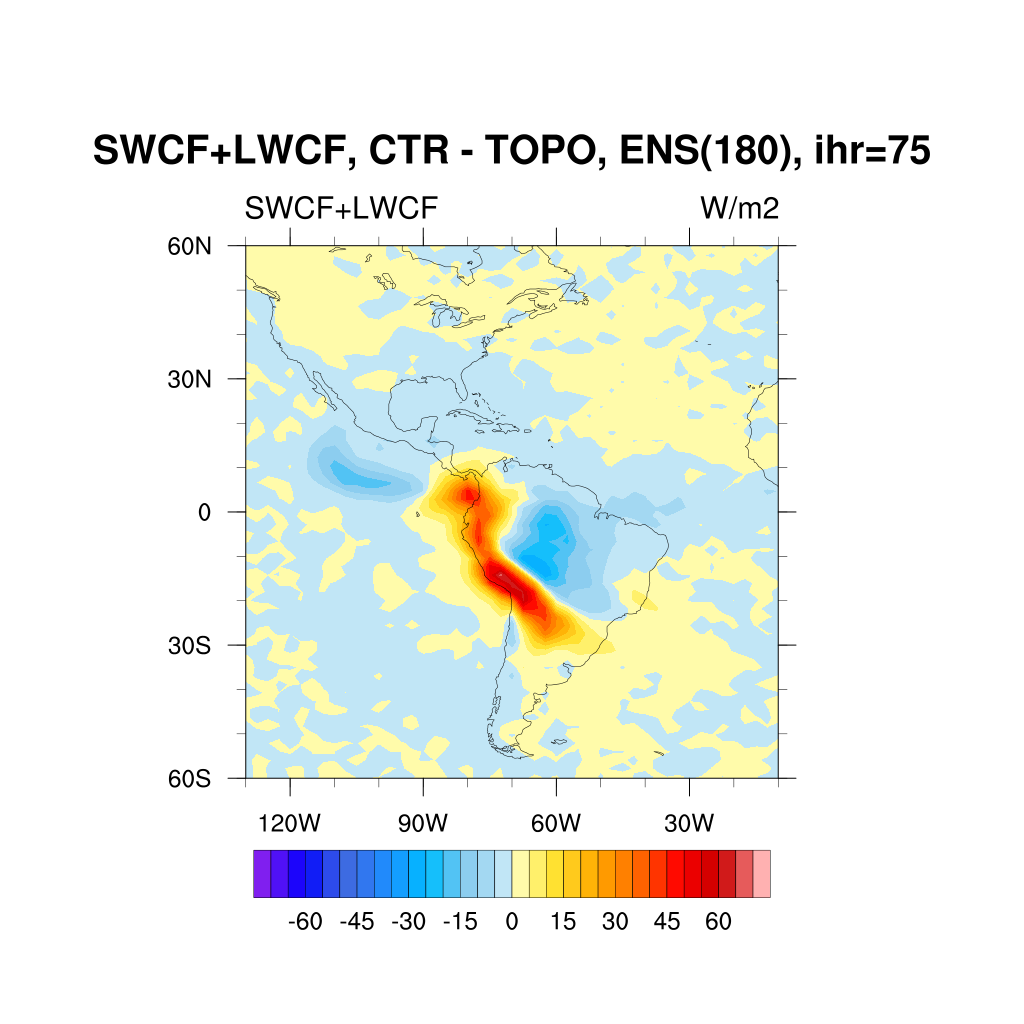 SWCF+LWCF, CTR - TOPO, ENS(180), ihr=75
SWCF+LWCF W/m2
60N
30N
0
30S
60S
120W 90W 60W 30W
-60 -45 -30 -15 0 15 30 45 60